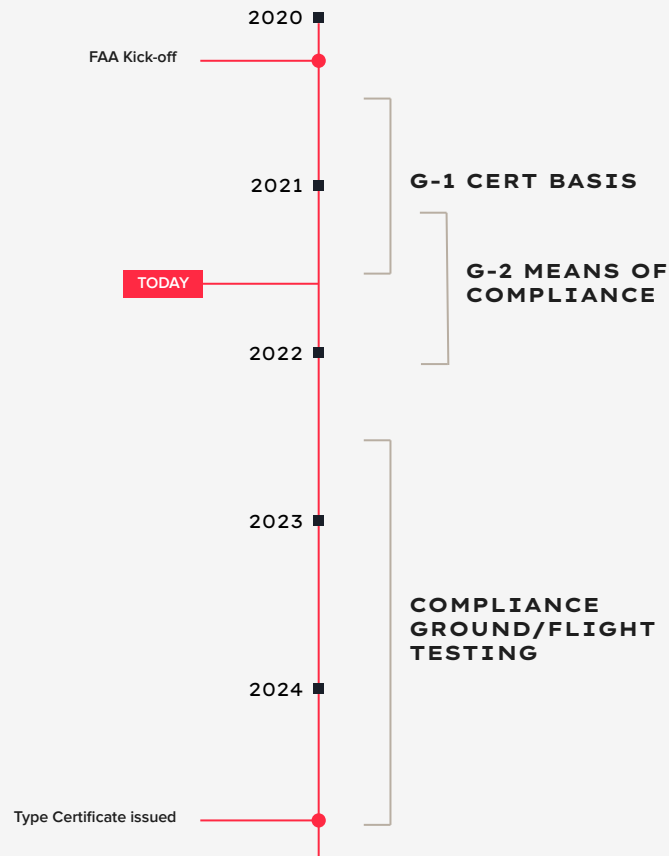 2020
FAA Kick-off
2021
G-1 CERT BASIS
G-2 MEANS OF
COMPLIANCE
TODAY
2022
2023
COMPLIANCE
GROUND/FLIGHT
TESTING
2024
Type Certificate issued